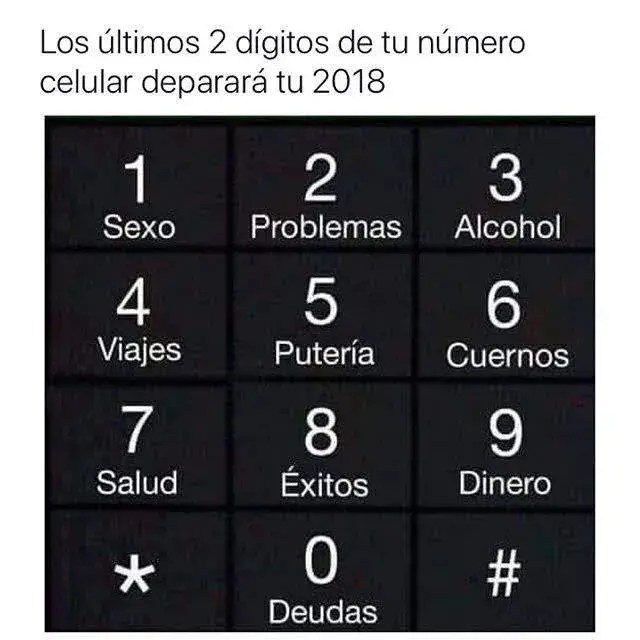 Los últimos 2 dígitos de tu número
celular deparará tu 2018
1 2 3
Sexo Problemas Alcohol
4 5 6
Viajes Putería Cuernos
7 8 9
Salud Éxitos Dinero
* 0 #
Deudas